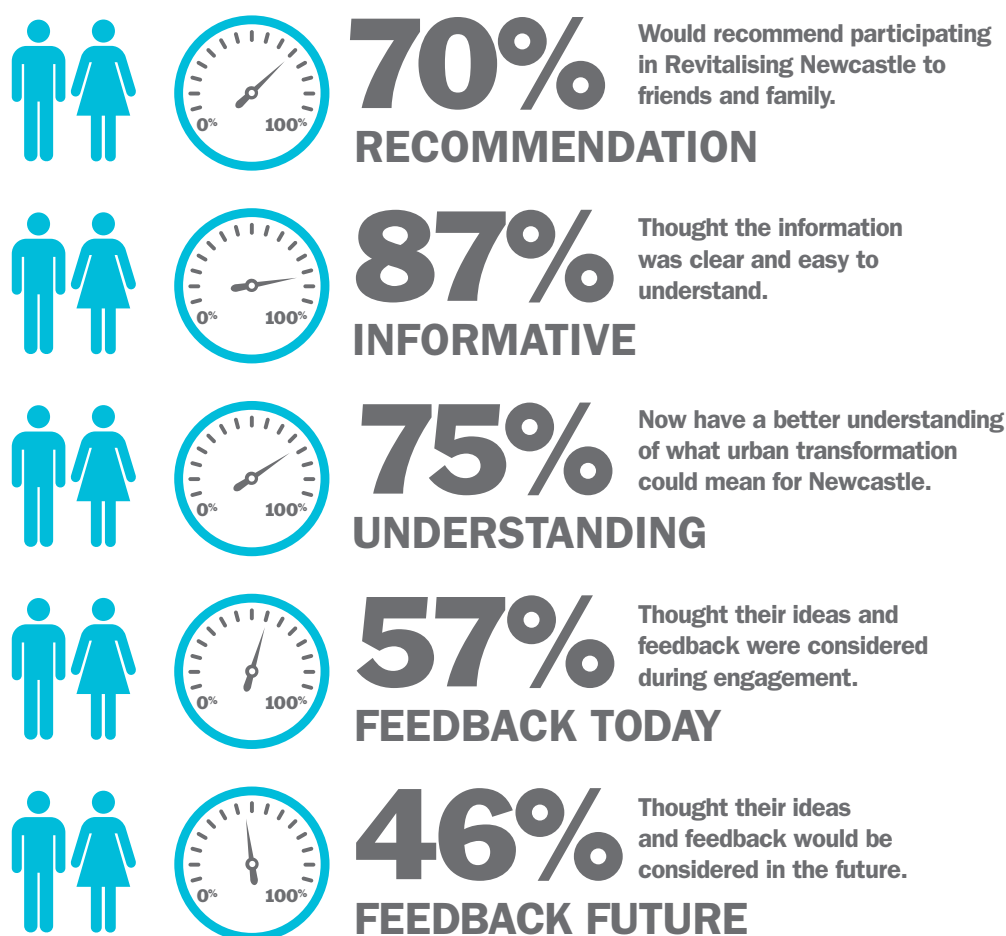 70%
RECOMMENDATION
Would recommend participating
in Revitalising Newcastle to
friends and family.
0% 100%
87%
INFORMATIVE
Thought the information
was clear and easy to
understand.
0% 100%
75%
UNDERSTANDING
Now have a better understanding
of what urban transformation
could mean for Newcastle.
0% 100%
57%
FEEDBACK TODAY
Thought their ideas and
feedback were considered
during engagement.
0% 100%
46%
FEEDBACK FUTURE
Thought their ideas
and feedback would be
considered in the future.
0% 100%